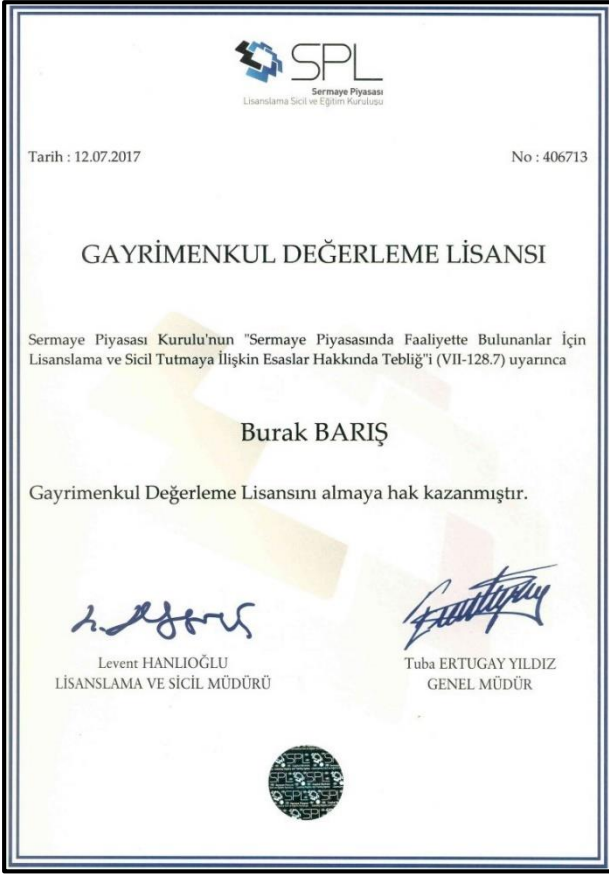 SPL
Sermaye Piyasası
Lisanslama Sicil ve Eğitim Kuruluşu
Tarih : 12.07.2017 No : 406713
GAYRİMENKUL DEĞERLEME LİSANSI
Sermaye Piyasası Kurulu'nun "Sermaye Piyasasında Faaliyette Bulunanlar İçin
Lisanslama ve Sicil Tutmaya İlişkin Esaslar Hakkında Tebliğ"i (VII-128.7) uyarınca
Burak BARIŞ
Gayrimenkul Değerleme Lisansını almaya hak kazanmıştır.
Levent HANLIOĞLU
LİSANSLAMA VE SİCİL MÜDÜRÜ
Tuba ERTUGAY YILDIZ
GENEL MÜDÜR